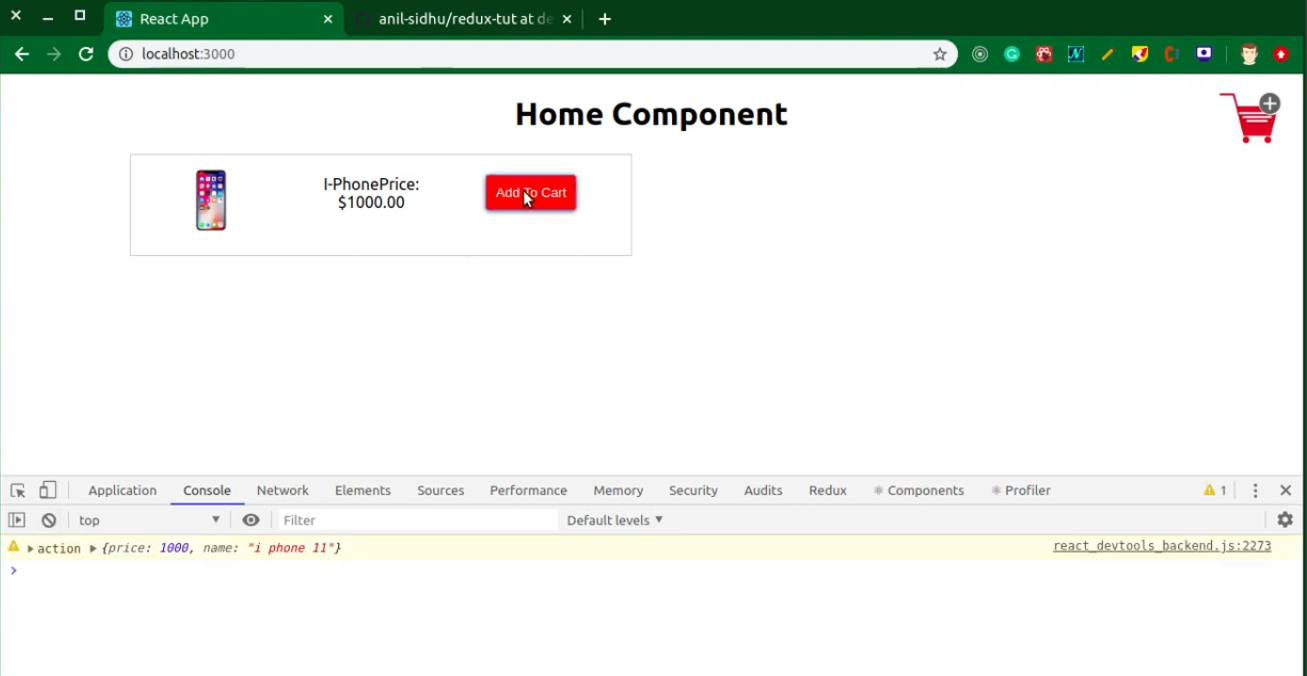 React App
anil-sidhu/redux-tut at de
localhost:3000
Home Component
I-PhonePrice:
$1000.00
Add To Cart
Application Console Network Elements Sources Performance Memory Security Audits Redux Components Profiler 1
top Filter Default levels
action {price: 1000, name: "i phone 11"} react_devtools_backend.js:2273